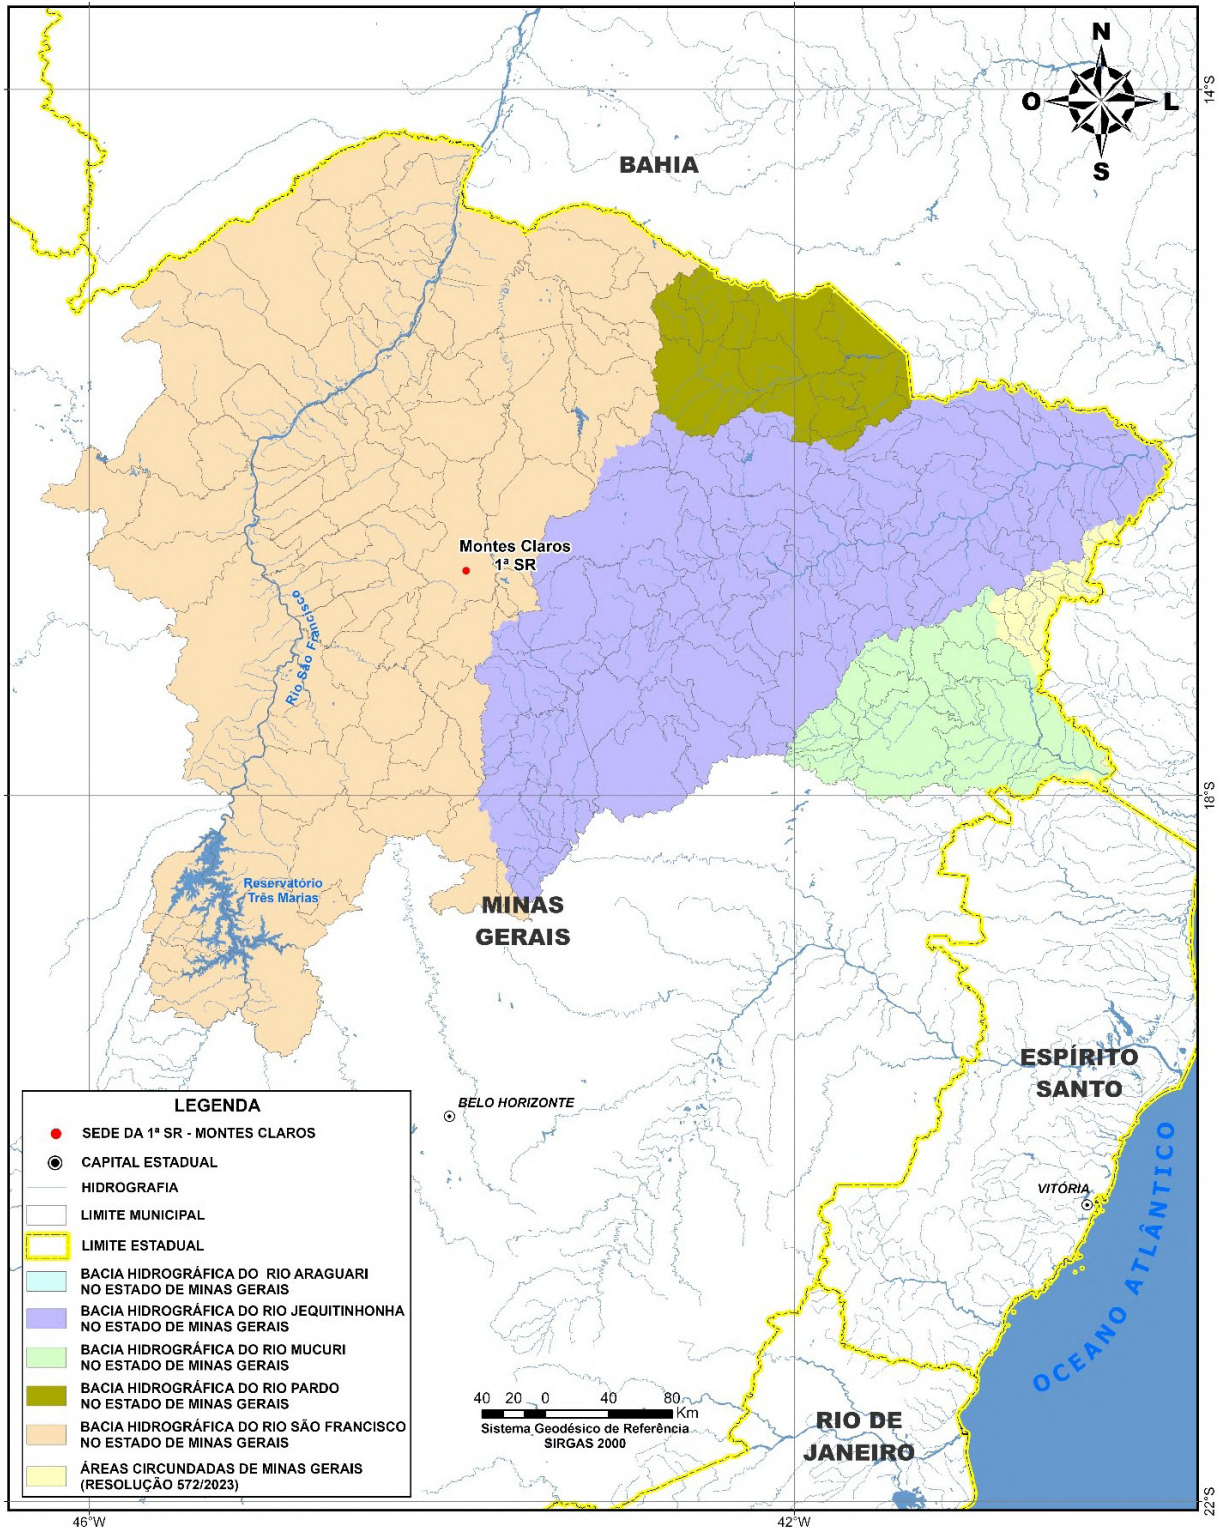 N
O
L
S
14°S
BAHIA
Montes Claros
1ª SR
Rio São Francisco
18°S
Reservatório
Três Marias
MINAS
GERAIS
ESPÍRITO
SANTO
BELO HORIZONTE
VITÓRIA
OCEANO ATLÂNTICO
LEGENDA
SEDE DA 1ª SR - MONTES CLAROS
CAPITAL ESTADUAL
HIDROGRAFIA
LIMITE MUNICIPAL
LIMITE ESTADUAL
BACIA HIDROGRÁFICA DO RIO ARAGUARI
NO ESTADO DE MINAS GERAIS
BACIA HIDROGRÁFICA DO RIO JEQUITINHONHA
NO ESTADO DE MINAS GERAIS
BACIA HIDROGRÁFICA DO RIO MUCURI
NO ESTADO DE MINAS GERAIS
BACIA HIDROGRÁFICA DO RIO PARDO
NO ESTADO DE MINAS GERAIS
BACIA HIDROGRÁFICA DO RIO SÃO FRANCISCO
NO ESTADO DE MINAS GERAIS
ÁREAS CIRCUNDADAS DE MINAS GERAIS
(RESOLUÇÃO 572/2023)
40 20 0 40 80
Km
Sistema Geodésico de Referência
SIRGAS 2000
RIO DE
JANEIRO
22°S
46°W
42°W